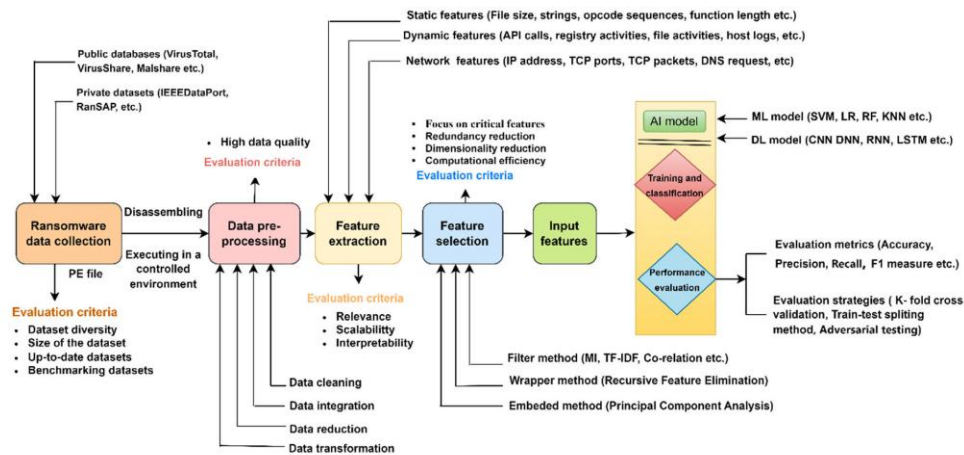 Static features (File size, strings, opcode sequences, function length etc.)
Dynamic features (API calls, registry activities, file activities, host logs, etc.)
Network features (IP address, TCP ports, TCP packets, DNS request, etc)
Public databases (VirusTotal,
VirusShare, Malshare etc.)
Private datasets (IEEEDataPort,
RanSAP, etc.)
• High data quality
Evaluation criteria
• Focus on critical features
• Redundancy reduction
• Dimensionality reduction
• Computational efficiency
Evaluation criteria
AI model
ML model (SVM, LR, RF, KNN etc.)
DL model (CNN DNN, RNN, LSTM etc.)
Training and
classification
Ransomware
data collection
Disassembling
Executing in a
controlled
environment
Data pre-
processing
Feature
extraction
Feature
selection
Input
features
PE file
Evaluation criteria
• Dataset diversity
• Size of the dataset
• Up-to-date datasets
• Benchmarking datasets
Evaluation criteria
• Relevance
• Scalabilitty
• Interpretability
Performance
evaluation
Evaluation metrics (Accuracy,
Precision, Recall, F1 measure etc.)
Evaluation strategies ( K- fold cross
validation, Train-test spliting
method, Adversarial testing)
Filter method (MI, TF-IDF, Co-relation etc.)
Wrapper method (Recursive Feature Elimination)
Embeded method (Principal Component Analysis)
Data cleaning
Data integration
Data reduction
Data transformation